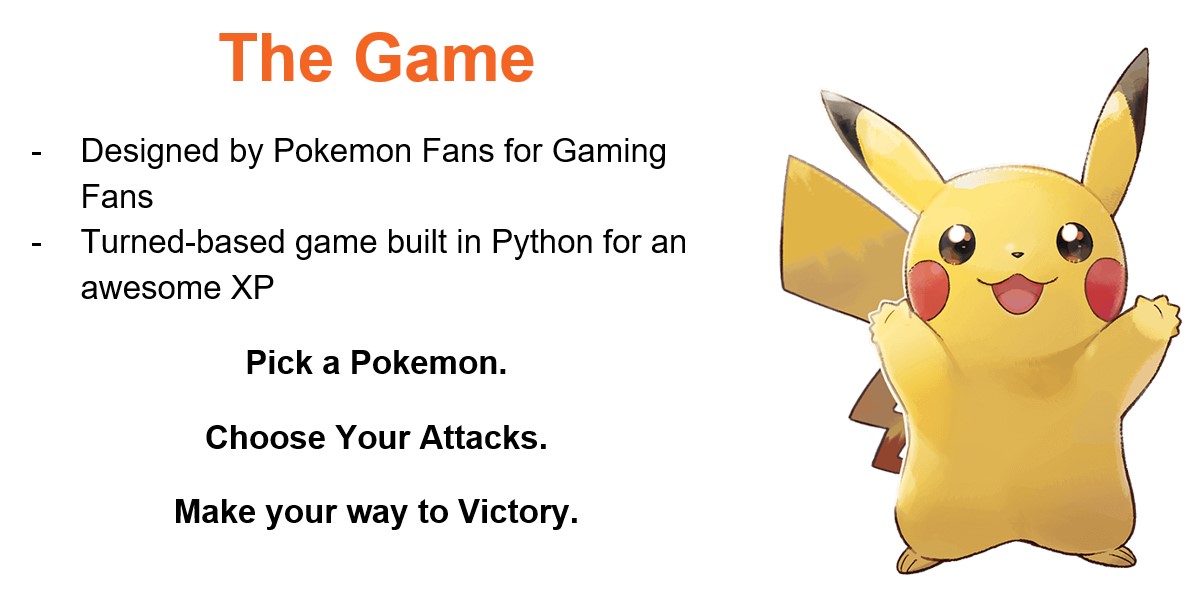 The Game
- Designed by Pokemon Fans for Gaming
Fans
- Turned-based game built in Python for an
awesome XP
Pick a Pokemon.
Choose Your Attacks.
Make your way to Victory.